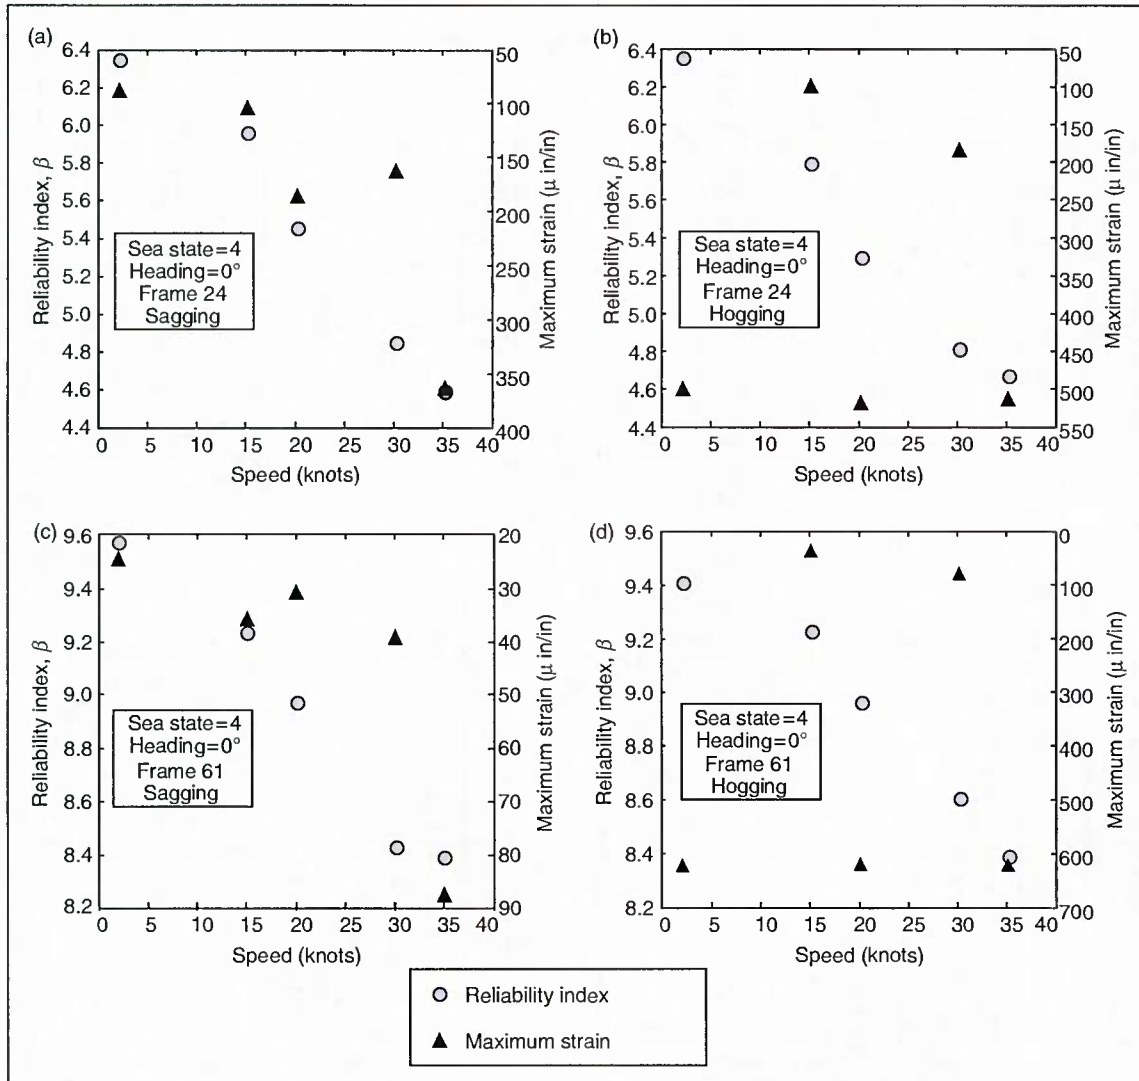 (a)
6.4
6.2
6.0
5.8
5.6
5.4
5.2
5.0
4.8
4.6
4.4
Reliability index, β
50
100
150
200
250
300
350
400
Maximum strain (μ in/in)
Sea state=4
Heading=0°
Frame 24
Sagging
0 5 10 15 20 25 30 35 40
Speed (knots)
(b)
6.4
6.2
6.0
5.8
5.6
5.4
5.2
5.0
4.8
4.6
4.4
Reliability index, β
50
100
150
200
250
300
350
400
450
500
550
Maximum strain (μ in/in)
Sea state=4
Heading=0°
Frame 24
Hogging
0 5 10 15 20 25 30 35 40
Speed (knots)
(c)
9.6
9.4
9.2
9.0
8.8
8.6
8.4
8.2
Reliability index, β
20
30
40
50
60
70
80
90
Maximum strain (μ in/in)
Sea state=4
Heading=0°
Frame 61
Sagging
0 5 10 15 20 25 30 35 40
Speed (knots)
(d)
9.6
9.4
9.2
9.0
8.8
8.6
8.4
8.2
Reliability index, β
0
100
200
300
400
500
600
700
Maximum strain (μ in/in)
Sea state=4
Heading=0°
Frame 61
Hogging
0 5 10 15 20 25 30 35 40
Speed (knots)
Reliability index
Maximum strain